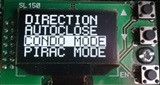 SL150
DIRECTION
AUTOCLOSE
CONDO MODE
PIRAC MODE